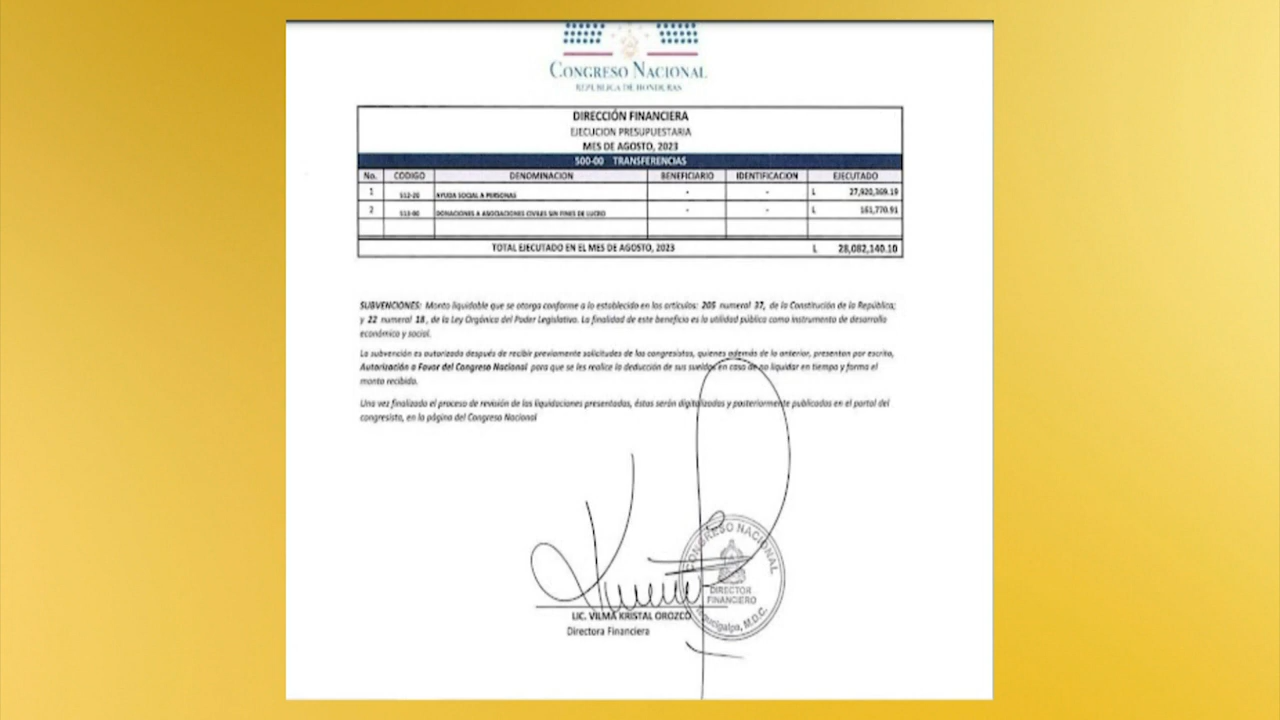 CONGRESO NACIONAL
REPÚBLICA DE HONDURAS
DIRECCIÓN FINANCIERA
EJECUCION PRESUPUESTARIA
MES DE AGOSTO, 2023
500-00 TRANSFERENCIAS
No. CODIGO DENOMINACION BENEFICIARIO IDENTIFICACION EJECUTADO
1 512-20 AYUDA SOCIAL A PERSONAS - - L 27,920,369.19
2 513-00 DONACIONES A ASOCIACIONES CIVILES SIN FINES DE LUCRO - - L 161,770.91
TOTAL EJECUTADO EN EL MES DE AGOSTO, 2023 L 28,082,140.10
SUBVENCIONES: Monto liquidable que se otorga conforme a lo establecido en los artículos: 205 numeral 37, de la Constitución de la República;
y 22 numeral 18, de la Ley Orgánica del Poder Legislativo. La finalidad de este beneficio es la utilidad pública como instrumento de desarrollo
económico y social.
La subvención es autorizada después de recibir previamente solicitudes de los congresistas, quienes además de lo anterior, presentan por escrito,
Autorización a Favor del Congreso Nacional para que se les realice la deducción de sus sueldos en caso de no liquidar en tiempo y forma el
monto recibido.
Una vez finalizado el proceso de revisión de las liquidaciones presentadas, éstas serán digitalizadas y posteriormente publicadas en el portal del
congresista, en la página del Congreso Nacional
CONGRESO NACIONAL
DIRECTOR
FINANCIERO
Tegucigalpa, M.D.C.
LIC. VILMA KRISTAL OROZCO
Directora Financiera